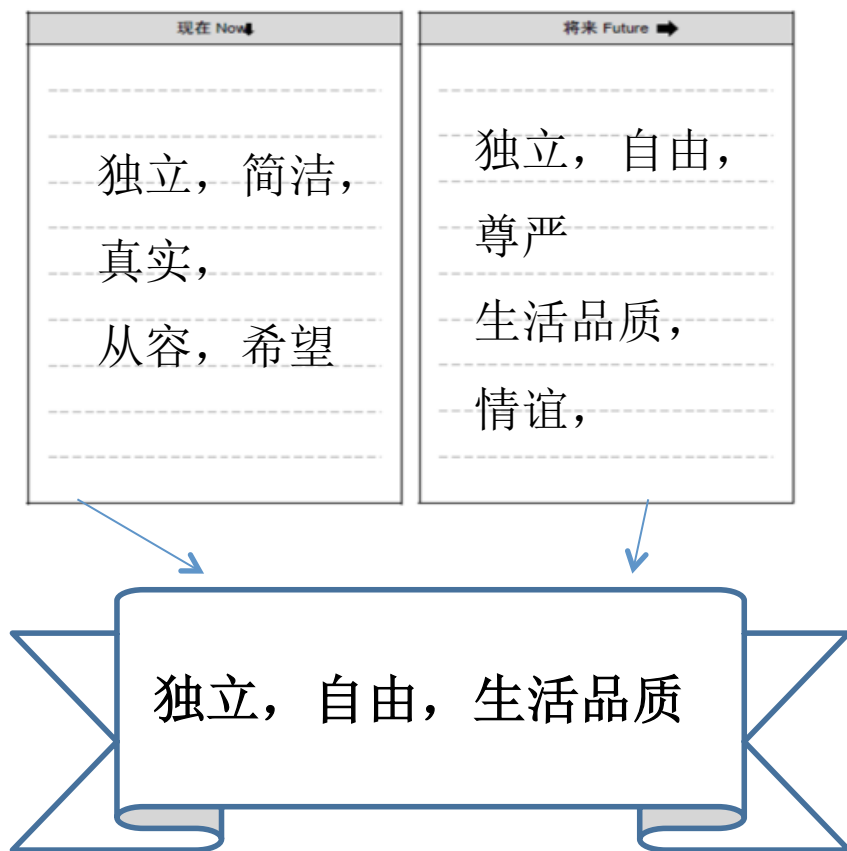 现在 Now
独立，简洁，
真实，
从容，希望
将来 Future
独立，自由，
尊严
生活品质，
情谊，
独立，自由，生活品质